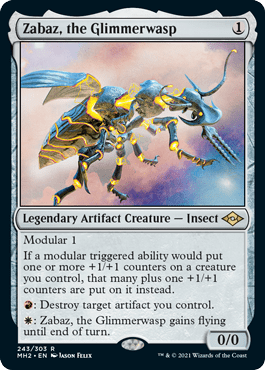 Zabaz, the Glimmerwasp 1
Legendary Artifact Creature — Insect
Modular 1
If a modular triggered ability would put
one or more +1/+1 counters on a creature
you control, that many plus one +1/+1
counters are put on it instead.
: Destroy target artifact you control.
: Zabaz, the Glimmerwasp gains flying
until end of turn.
0/0
243/303 R
MH2 • EN Jason Felix ™ & © 2021 Wizards of the Coast